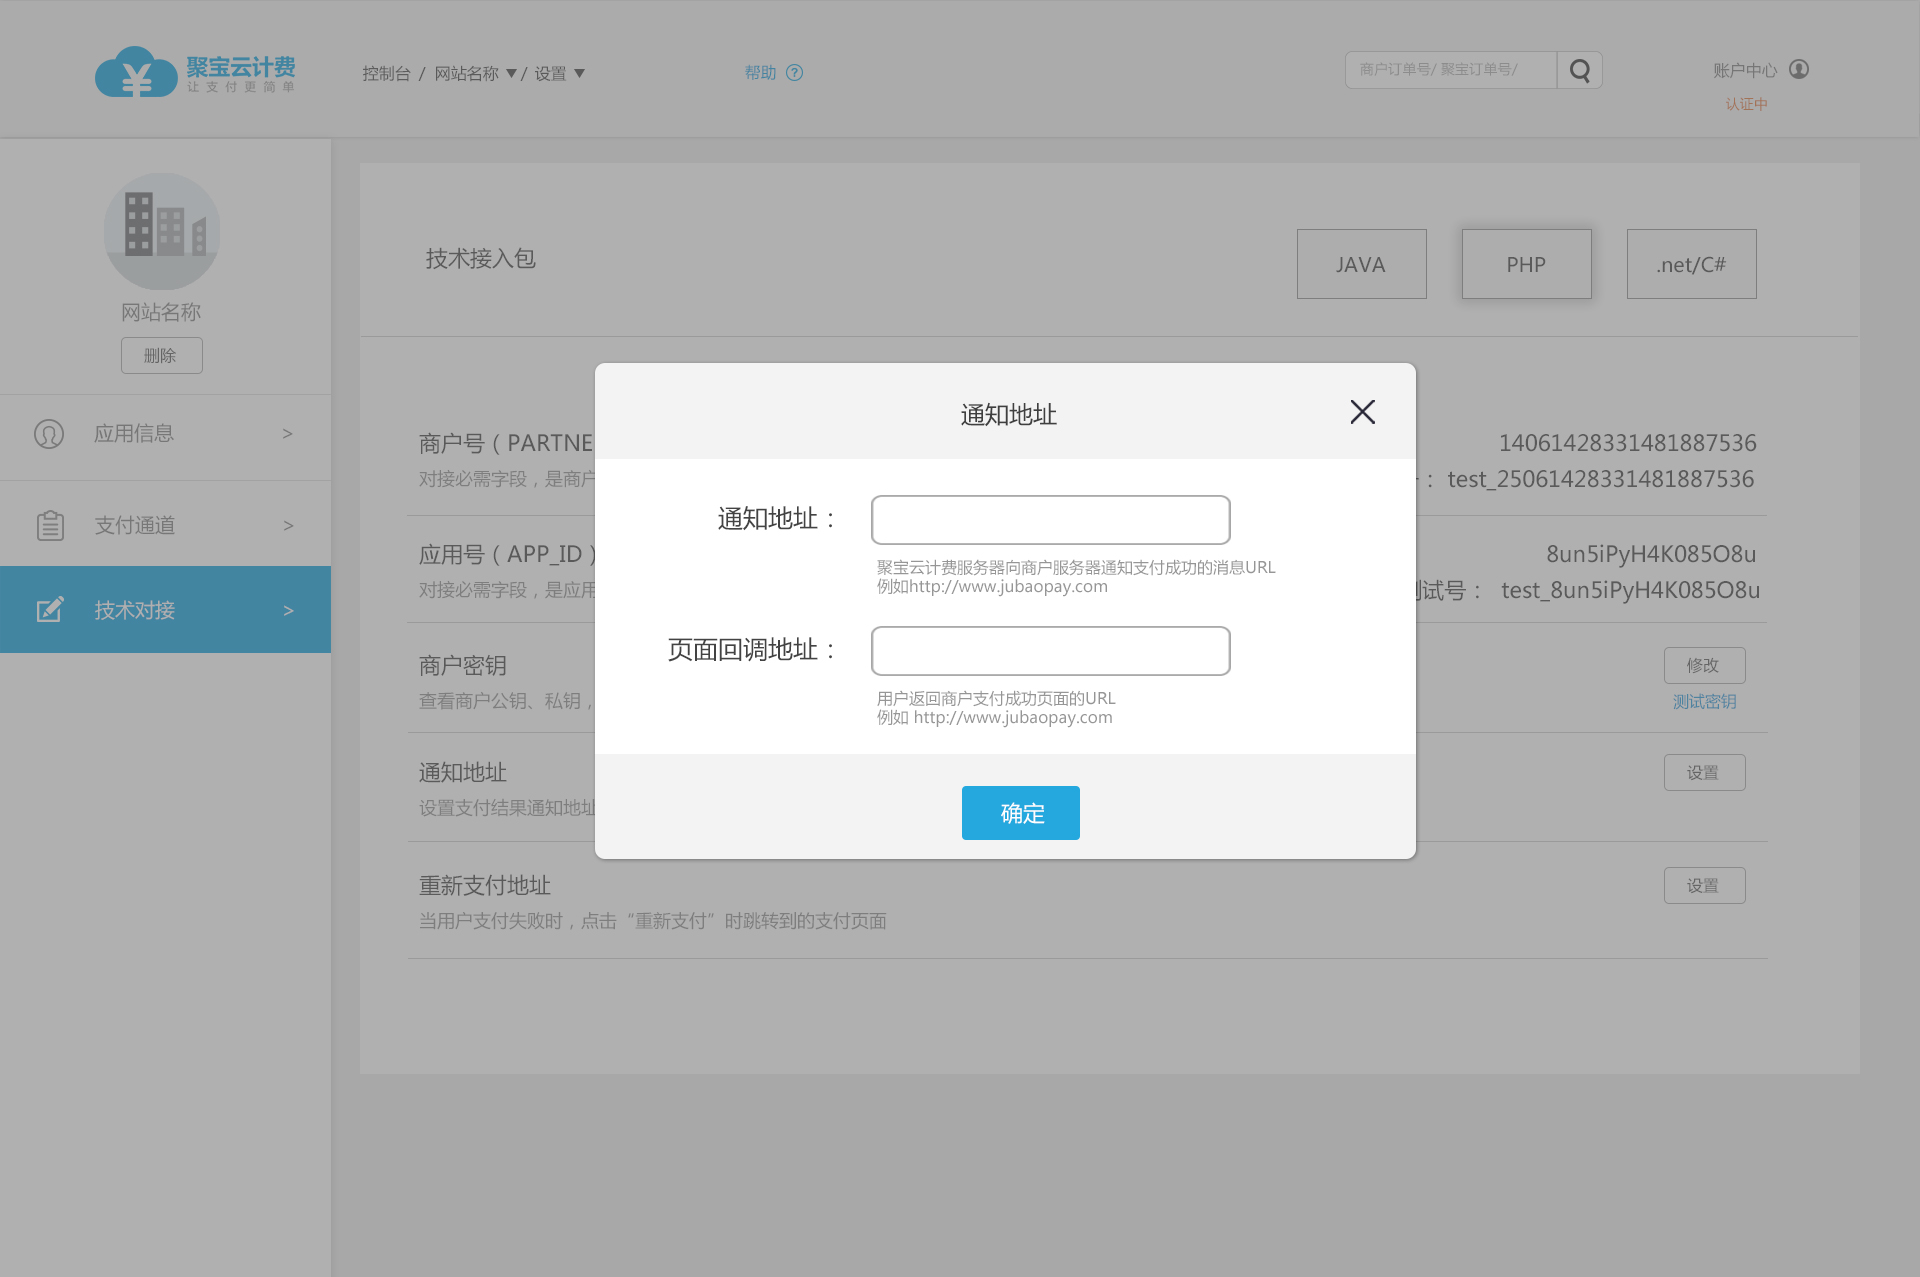 聚宝云计费
让支付更简单
控制台 / 网站名称 ▼ / 设置 ▼
帮助 ?
商户订单号/ 聚宝订单号/
账户中心
认证中
网站名称
删除
应用信息 >
支付通道 >
技术对接 >
技术接入包
JAVA
PHP
.net/C#
商户号（PARTNE
14061428331481887536
对接必需字段，是商户
： test_25061428331481887536
应用号（APP_ID）
8un5iPyH4K085O8u
对接必需字段，是应用
试号： test_8un5iPyH4K085O8u
商户密钥
修改
查看商户公钥、私钥，
测试密钥
通知地址
设置
设置支付结果通知地址
重新支付地址
设置
当用户支付失败时，点击“重新支付”时跳转到的支付页面
通知地址
通知地址：
聚宝云计费服务器向商户服务器通知支付成功的消息URL
例如http://www.jubaopay.com
页面回调地址：
用户返回商户支付成功页面的URL
例如 http://www.jubaopay.com
确定